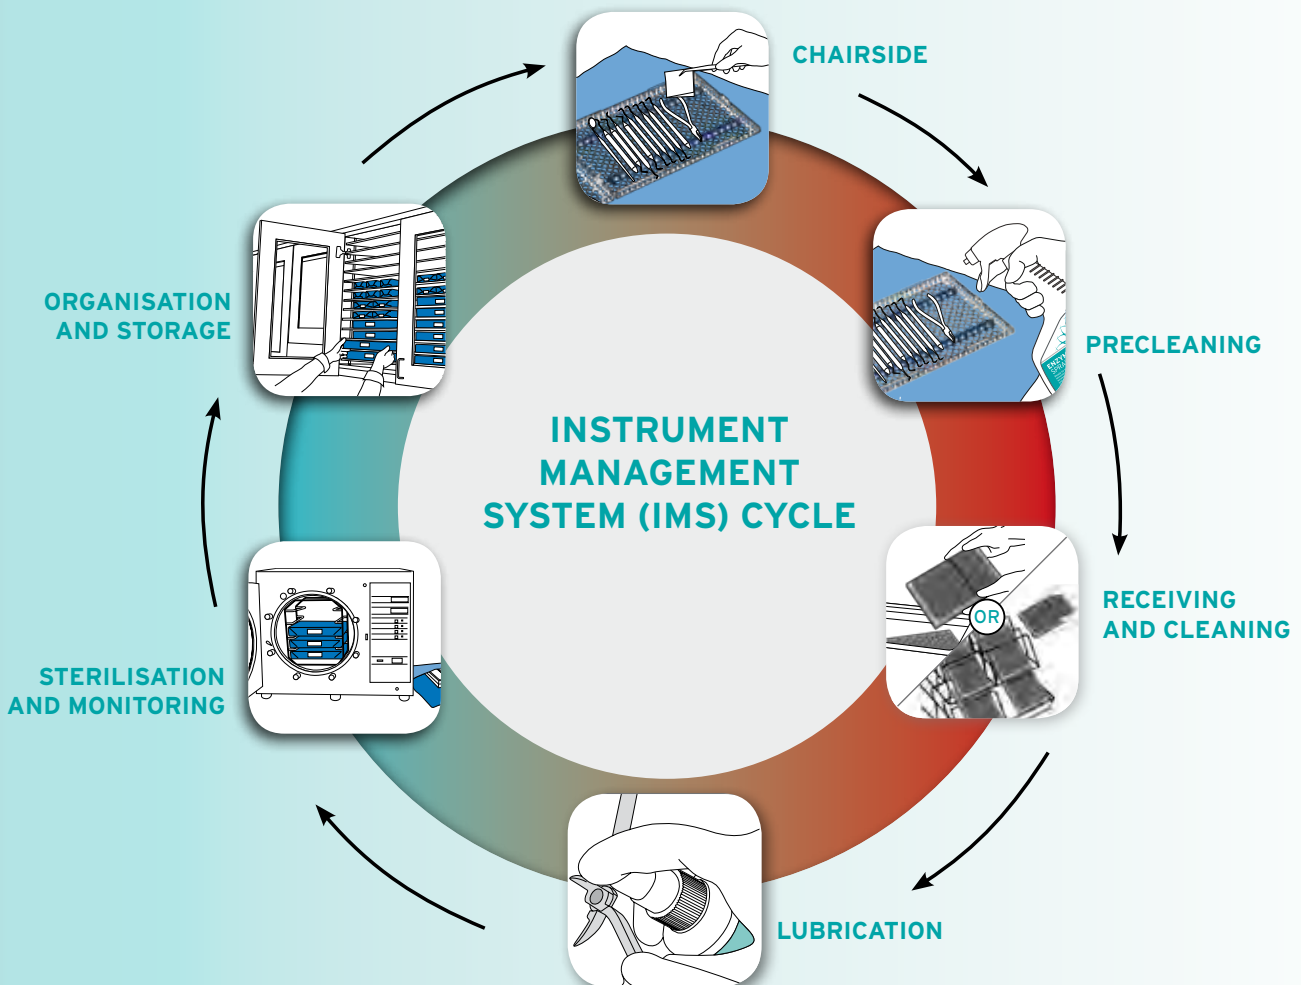 CHAIRSIDE
PRECLEANING
RECEIVING
AND CLEANING
LUBRICATION
STERILISATION
AND MONITORING
ORGANISATION
AND STORAGE
INSTRUMENT
MANAGEMENT
SYSTEM (IMS) CYCLE
OR